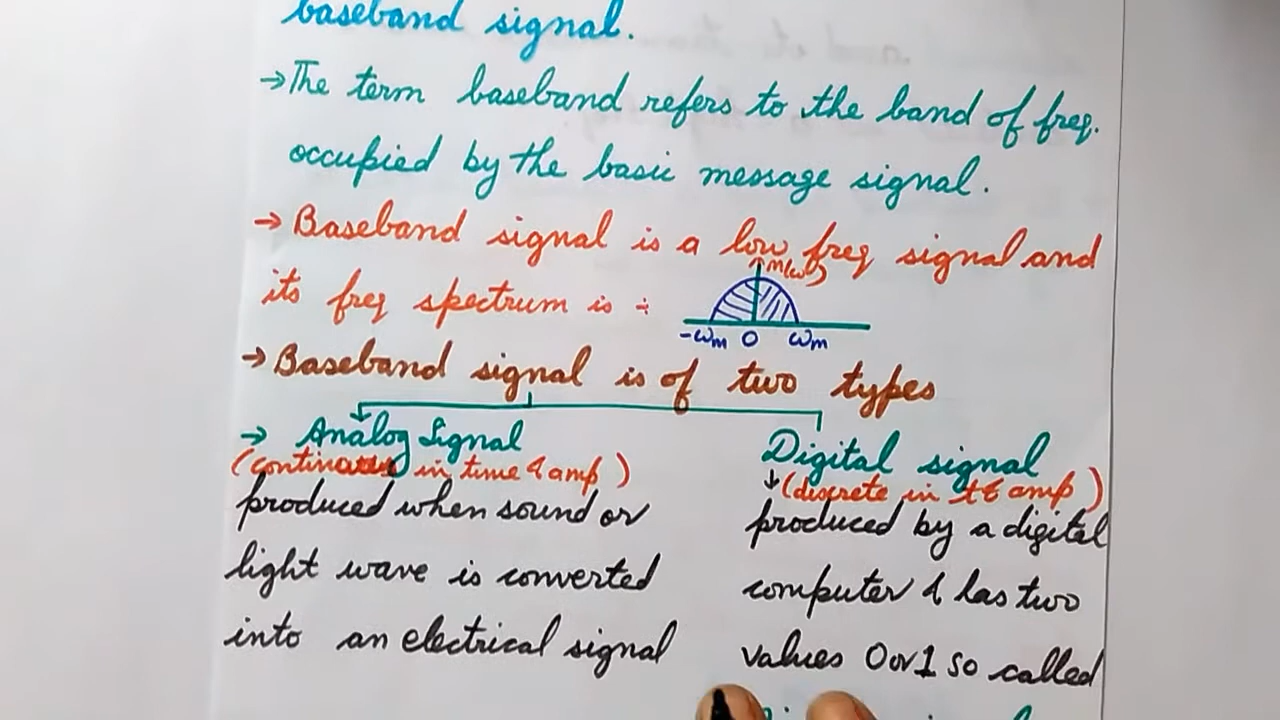 baseband signal.
→ The term baseband refers to the band of freq.
occupied by the basic message signal.
→ Baseband signal is a low freq signal and
its freq spectrum is ÷
m(ω)
-ωm 0 ωm
→ Baseband signal is of two types
→ Analog Signal
(continuous in time & amp)
produced when sound or
light wave is converted
into an electrical signal
Digital signal
(discrete in t & amp)
produced by a digital
computer & has two
values 0 or 1 so called